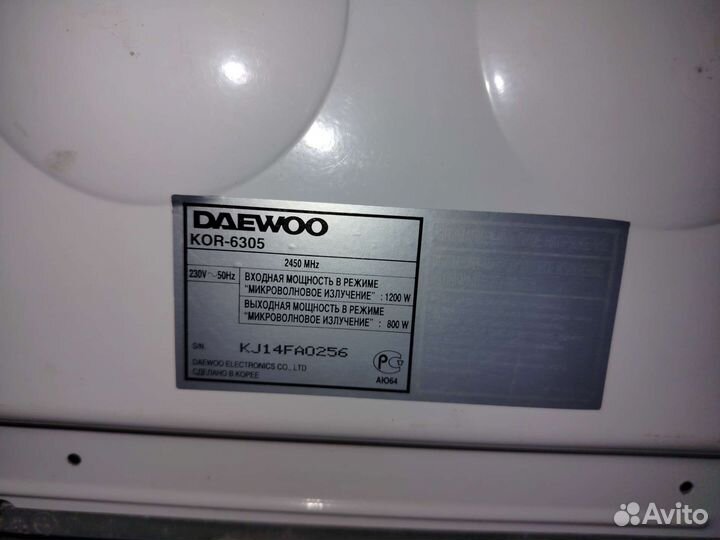 DAEWOO
KOR-6305
2450 MHz
230V ~ 50Hz
ВХОДНАЯ МОЩНОСТЬ В РЕЖИМЕ
"МИКРОВОЛНОВОЕ ИЗЛУЧЕНИЕ" : 1200 W
ВЫХОДНАЯ МОЩНОСТЬ В РЕЖИМЕ
"МИКРОВОЛНОВОЕ ИЗЛУЧЕНИЕ" : 800 W
S/N. KJ14FA0256
DAEWOO ELECTRONICS CO., LTD
СДЕЛАНО В КОРЕЕ
АЮ64
Avito